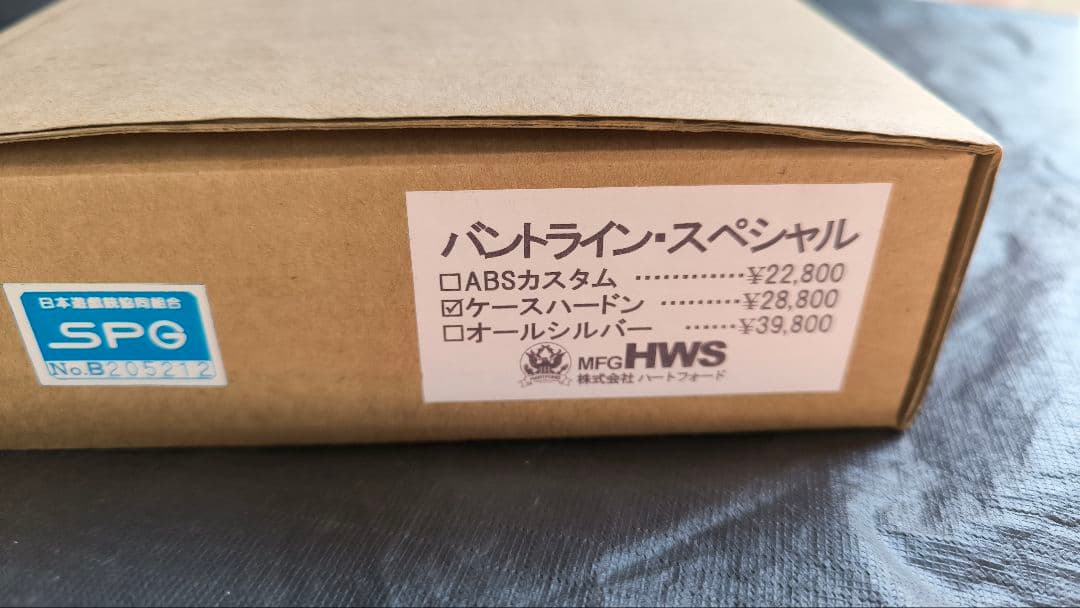 日本遊戯銃協同組合
SPG
No.B205212
バントライン・スペシャル
□ABSカスタム …………¥22,800
☑ケースハードン ………¥28,800
□オールシルバー ……¥39,800
MFG HWS
株式会社 ハートフォード